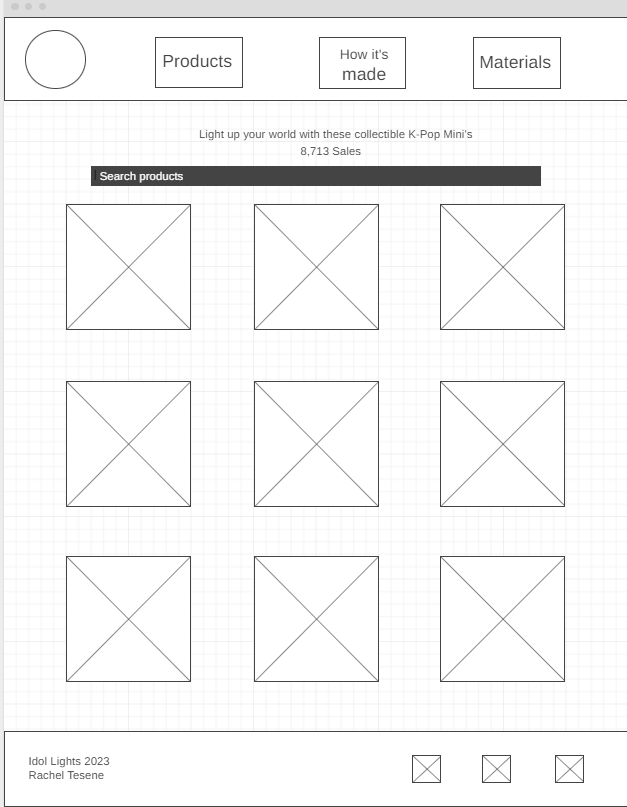 Products
How it's
made
Materials
Light up your world with these collectible K-Pop Mini's
8,713 Sales
Search products
Idol Lights 2023
Rachel Tesene